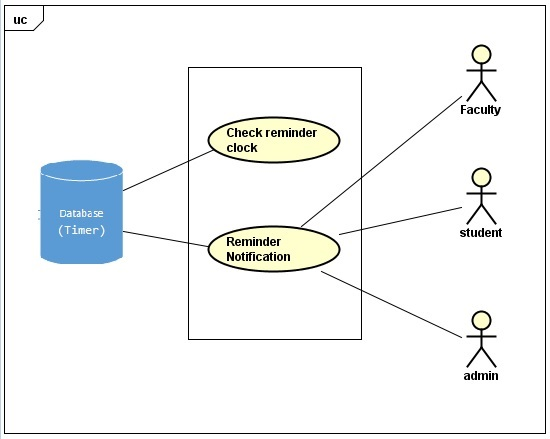 uc
Faculty
Check reminder
clock
Database
(Timer)
student
Reminder
Notification
admin